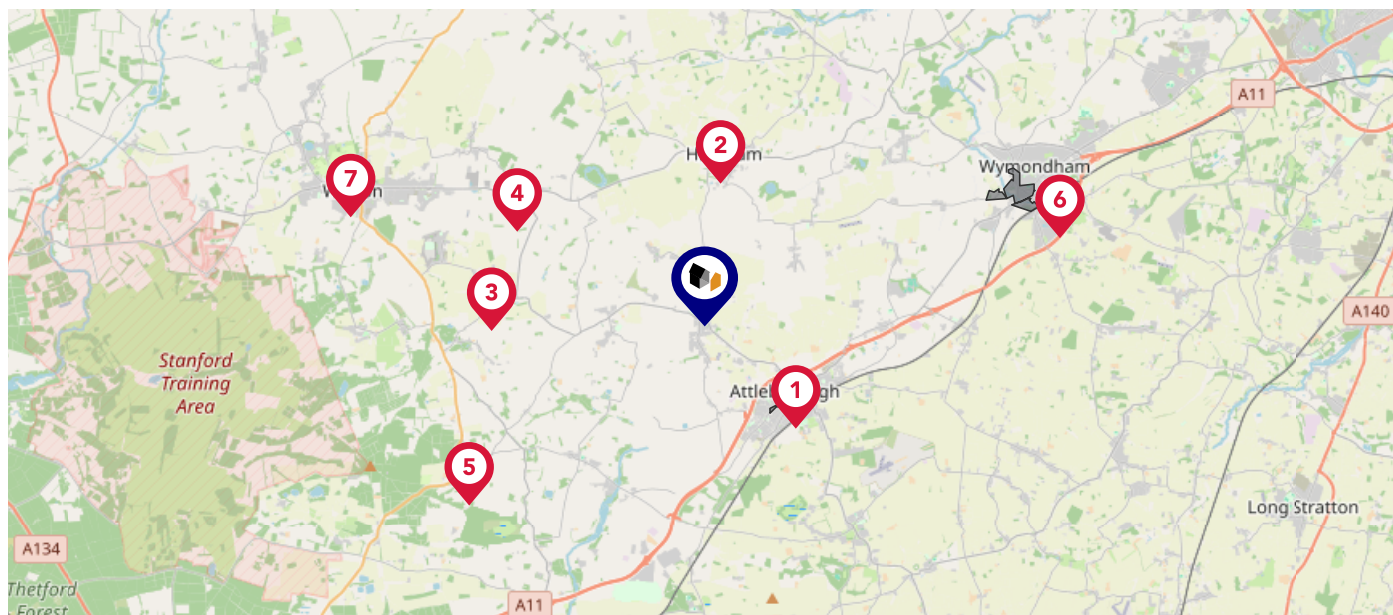 A11
2
Wymondham
7
4
6
3
A140
Stanford
Training
Area
1
5
Long Stratton
A134
Thetford
Forest
A11